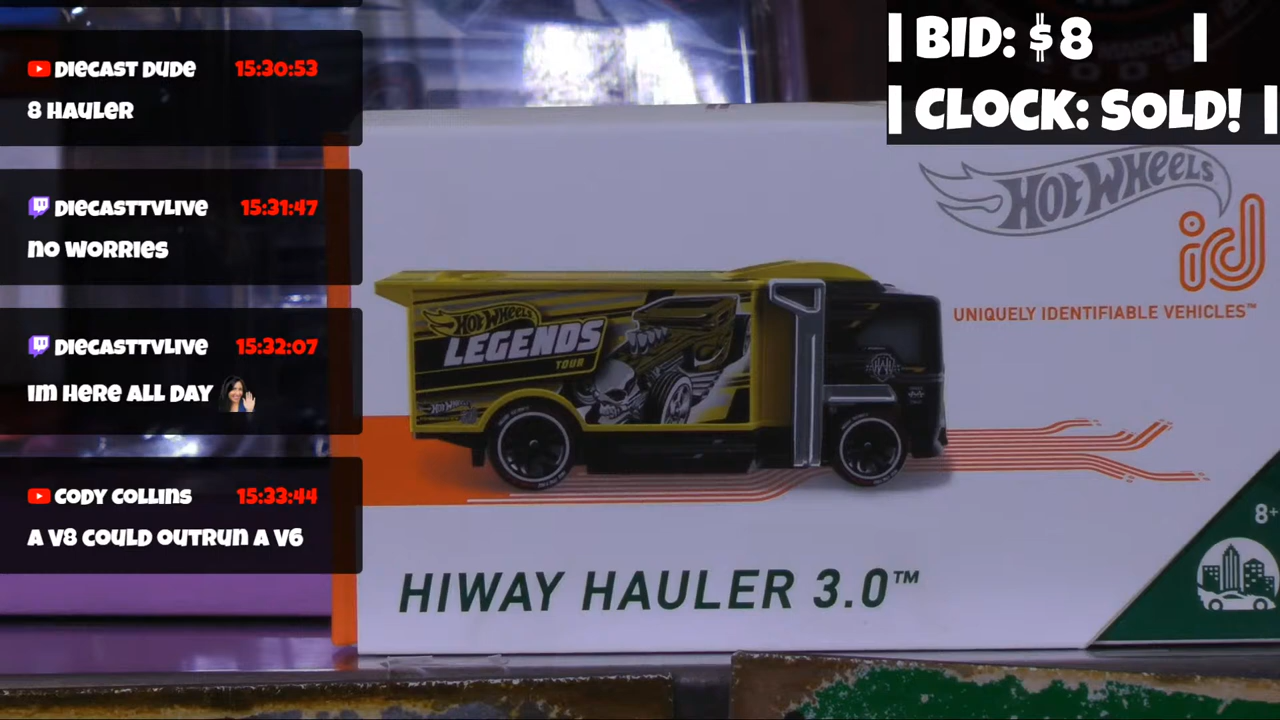 DIECAST DUDE 15:30:53
8 HAULER
DIECASTTVLIVE 15:31:47
NO WORRIES
DIECASTTVLIVE 15:32:07
IM HERE ALL DAY
CODY COLLINS 15:33:44
A V8 COULD OUTRUN A V6
| BID: $8 |
| CLOCK: SOLD! |
HOT WHEELS
id
UNIQUELY IDENTIFIABLE VEHICLES™
HOT WHEELS
LEGENDS
TOUR
HIWAY HAULER 3.0™
8+